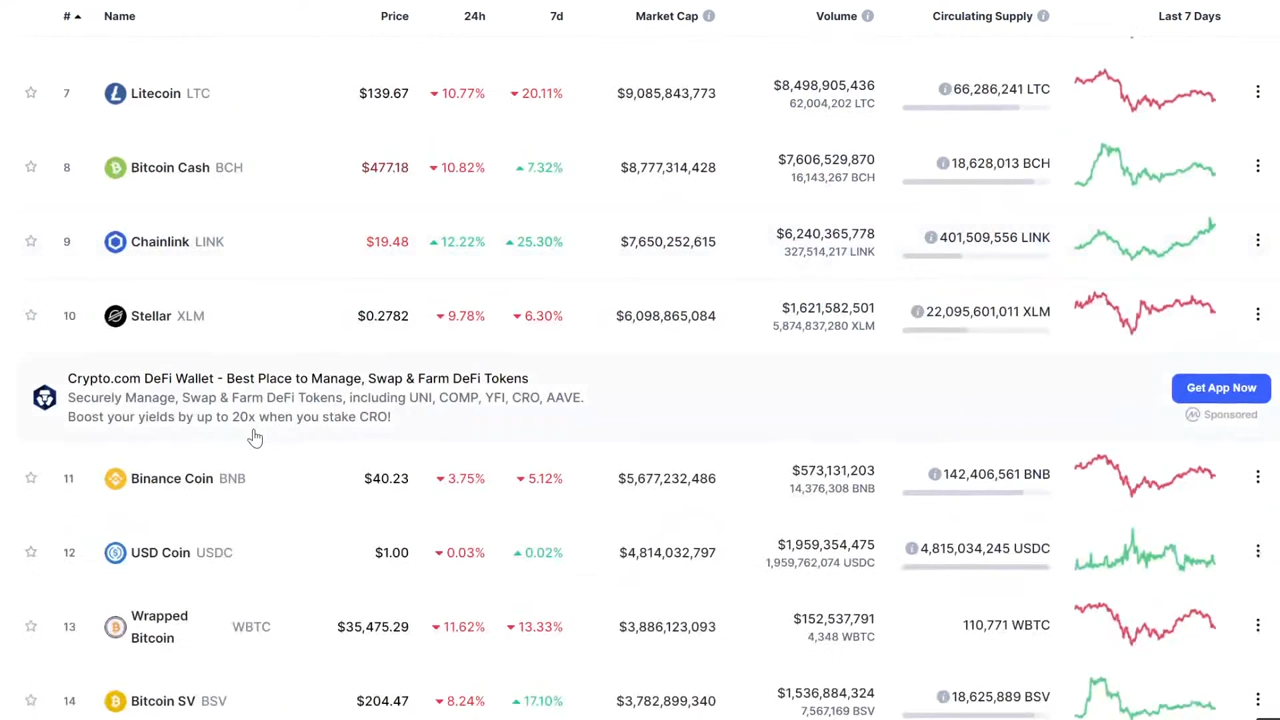 # Name Price 24h 7d Market Cap Volume Circulating Supply Last 7 Days
7 Litecoin LTC $139.67 10.77% 20.11% $9,085,843,773 $8,498,905,436 66,286,241 LTC
62,004,202 LTC
8 Bitcoin Cash BCH $477.18 10.82% 7.32% $8,777,314,428 $7,606,529,870 18,628,013 BCH
16,143,267 BCH
9 Chainlink LINK $19.48 12.22% 25.30% $7,650,252,615 $6,240,365,778 401,509,556 LINK
327,514,217 LINK
10 Stellar XLM $0.2782 9.78% 6.30% $6,098,865,084 $1,621,582,501 22,095,601,011 XLM
5,874,837,280 XLM
Crypto.com DeFi Wallet - Best Place to Manage, Swap & Farm DeFi Tokens
Securely Manage, Swap & Farm DeFi Tokens, including UNI, COMP, YFI, CRO, AAVE.
Boost your yields by up to 20x when you stake CRO!
Get App Now
Sponsored
11 Binance Coin BNB $40.23 3.75% 5.12% $5,677,232,486 $573,131,203 142,406,561 BNB
14,376,308 BNB
12 USD Coin USDC $1.00 0.03% 0.02% $4,814,032,797 $1,959,354,475 4,815,034,245 USDC
1,959,762,074 USDC
13 Wrapped Bitcoin WBTC $35,475.29 11.62% 13.33% $3,886,123,093 $152,537,791 110,771 WBTC
4,348 WBTC
14 Bitcoin SV BSV $204.47 8.24% 17.10% $3,782,899,340 $1,536,884,324 18,625,889 BSV
7,567,169 BSV